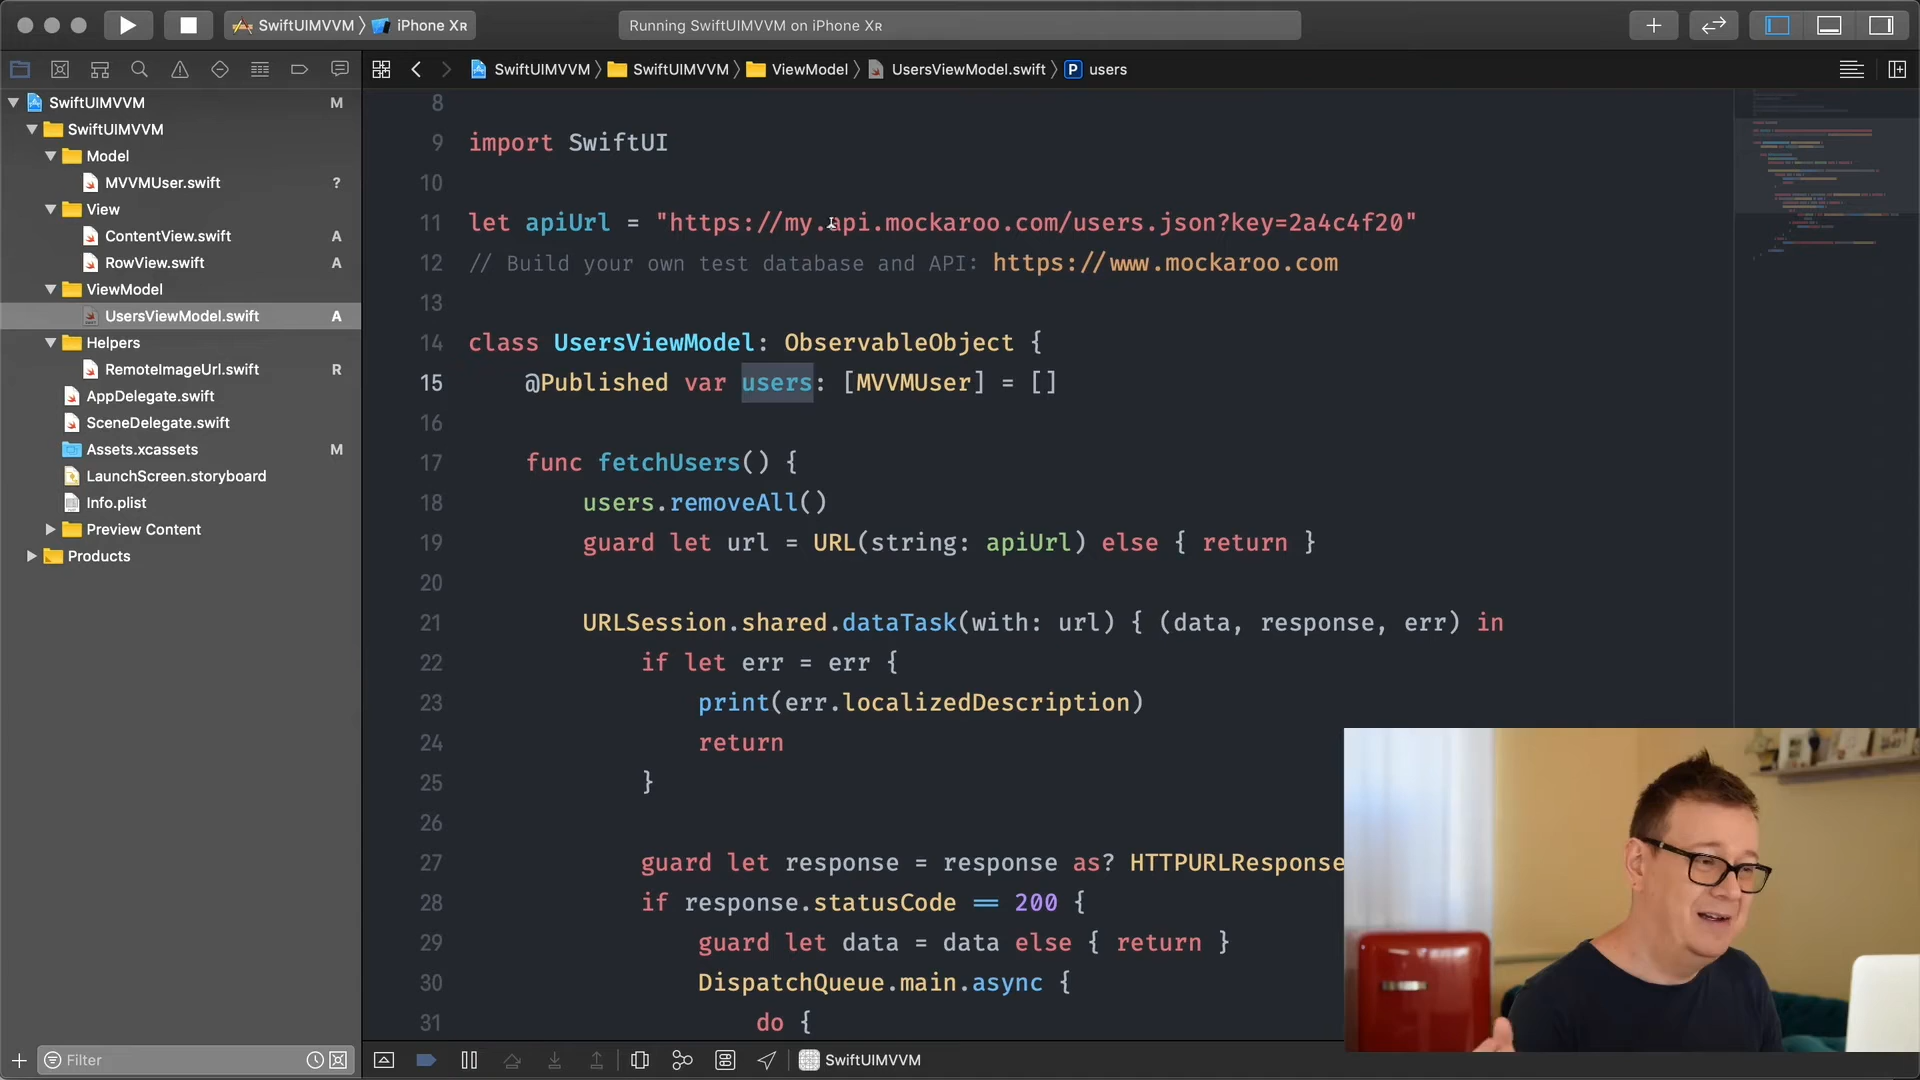 SwiftUIMVVM iPhone XR
Running SwiftUIMVVM on iPhone XR
SwiftUIMVVM SwiftUIMVVM ViewModel UsersViewModel.swift P users
SwiftUIMVVM M
SwiftUIMVVM
Model
MVVMUser.swift ?
View
ContentView.swift A
RowView.swift A
ViewModel
UsersViewModel.swift A
Helpers
RemoteImageUrl.swift R
AppDelegate.swift
SceneDelegate.swift
Assets.xcassets M
LaunchScreen.storyboard
Info.plist
Preview Content
Products
Filter
8
9 import SwiftUI
10
11 let apiUrl = "https://my.api.mockaroo.com/users.json?key=2a4c4f20"
12 // Build your own test database and API: https://www.mockaroo.com
13
14 class UsersViewModel: ObservableObject {
15 @Published var users: [MVVMUser] = []
16
17 func fetchUsers() {
18 users.removeAll()
19 guard let url = URL(string: apiUrl) else { return }
20
21 URLSession.shared.dataTask(with: url) { (data, response, err) in
22 if let err = err {
23 print(err.localizedDescription)
24 return
25 }
26
27 guard let response = response as? HTTPURLResponse
28 if response.statusCode == 200 {
29 guard let data = data else { return }
30 DispatchQueue.main.async {
31 do {
SwiftUIMVVM